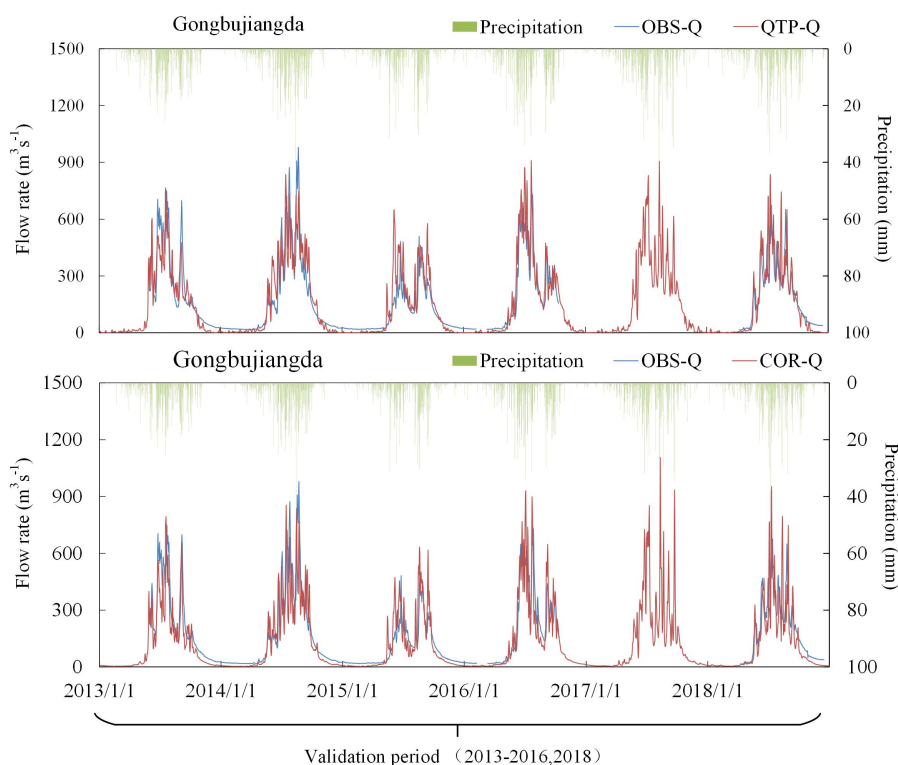 Gongbujiangda Precipitation OBS-Q QTP-Q
1500 0
1200 20
900 40
600 60
300 80
0 100
Flow rate (m³ s⁻¹)
Precipitation (mm)
Gongbujiangda Precipitation OBS-Q COR-Q
1500 0
1200 20
900 40
600 60
300 80
0 100
Flow rate (m³ s⁻¹)
Precipitation (mm)
2013/1/1 2014/1/1 2015/1/1 2016/1/1 2017/1/1 2018/1/1
Validation period （2013-2016,2018）